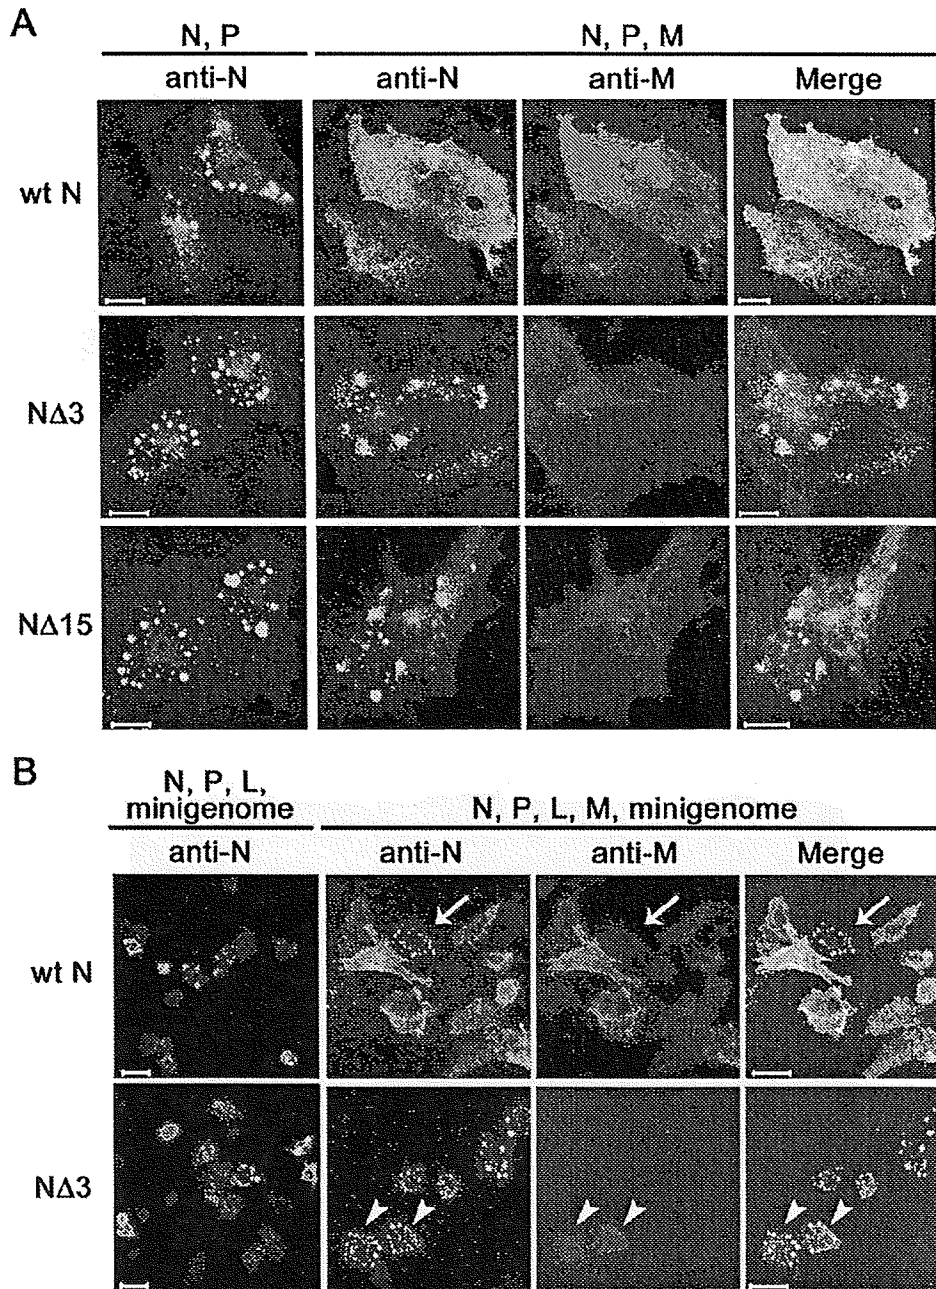 A
N, P
N, P, M
anti-N
anti-N
anti-M
Merge
wt N
NΔ3
NΔ15
B
N, P, L,
minigenome
N, P, L, M, minigenome
anti-N
anti-N
anti-M
Merge
wt N
NΔ3